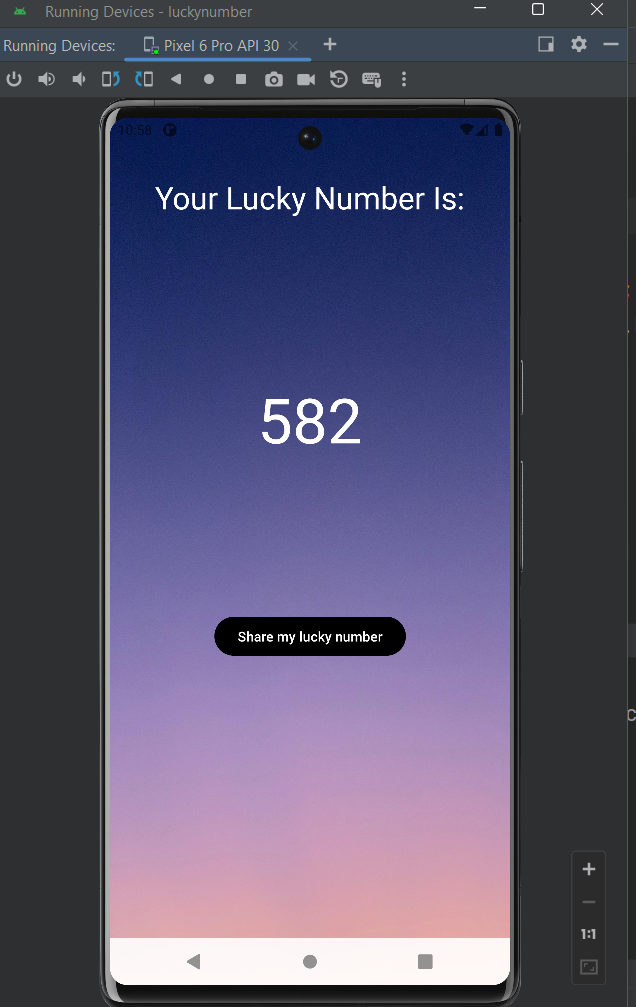 Running Devices - luckynumber
Running Devices: Pixel 6 Pro API 30
10:58
Your Lucky Number Is:
582
Share my lucky number
1:1